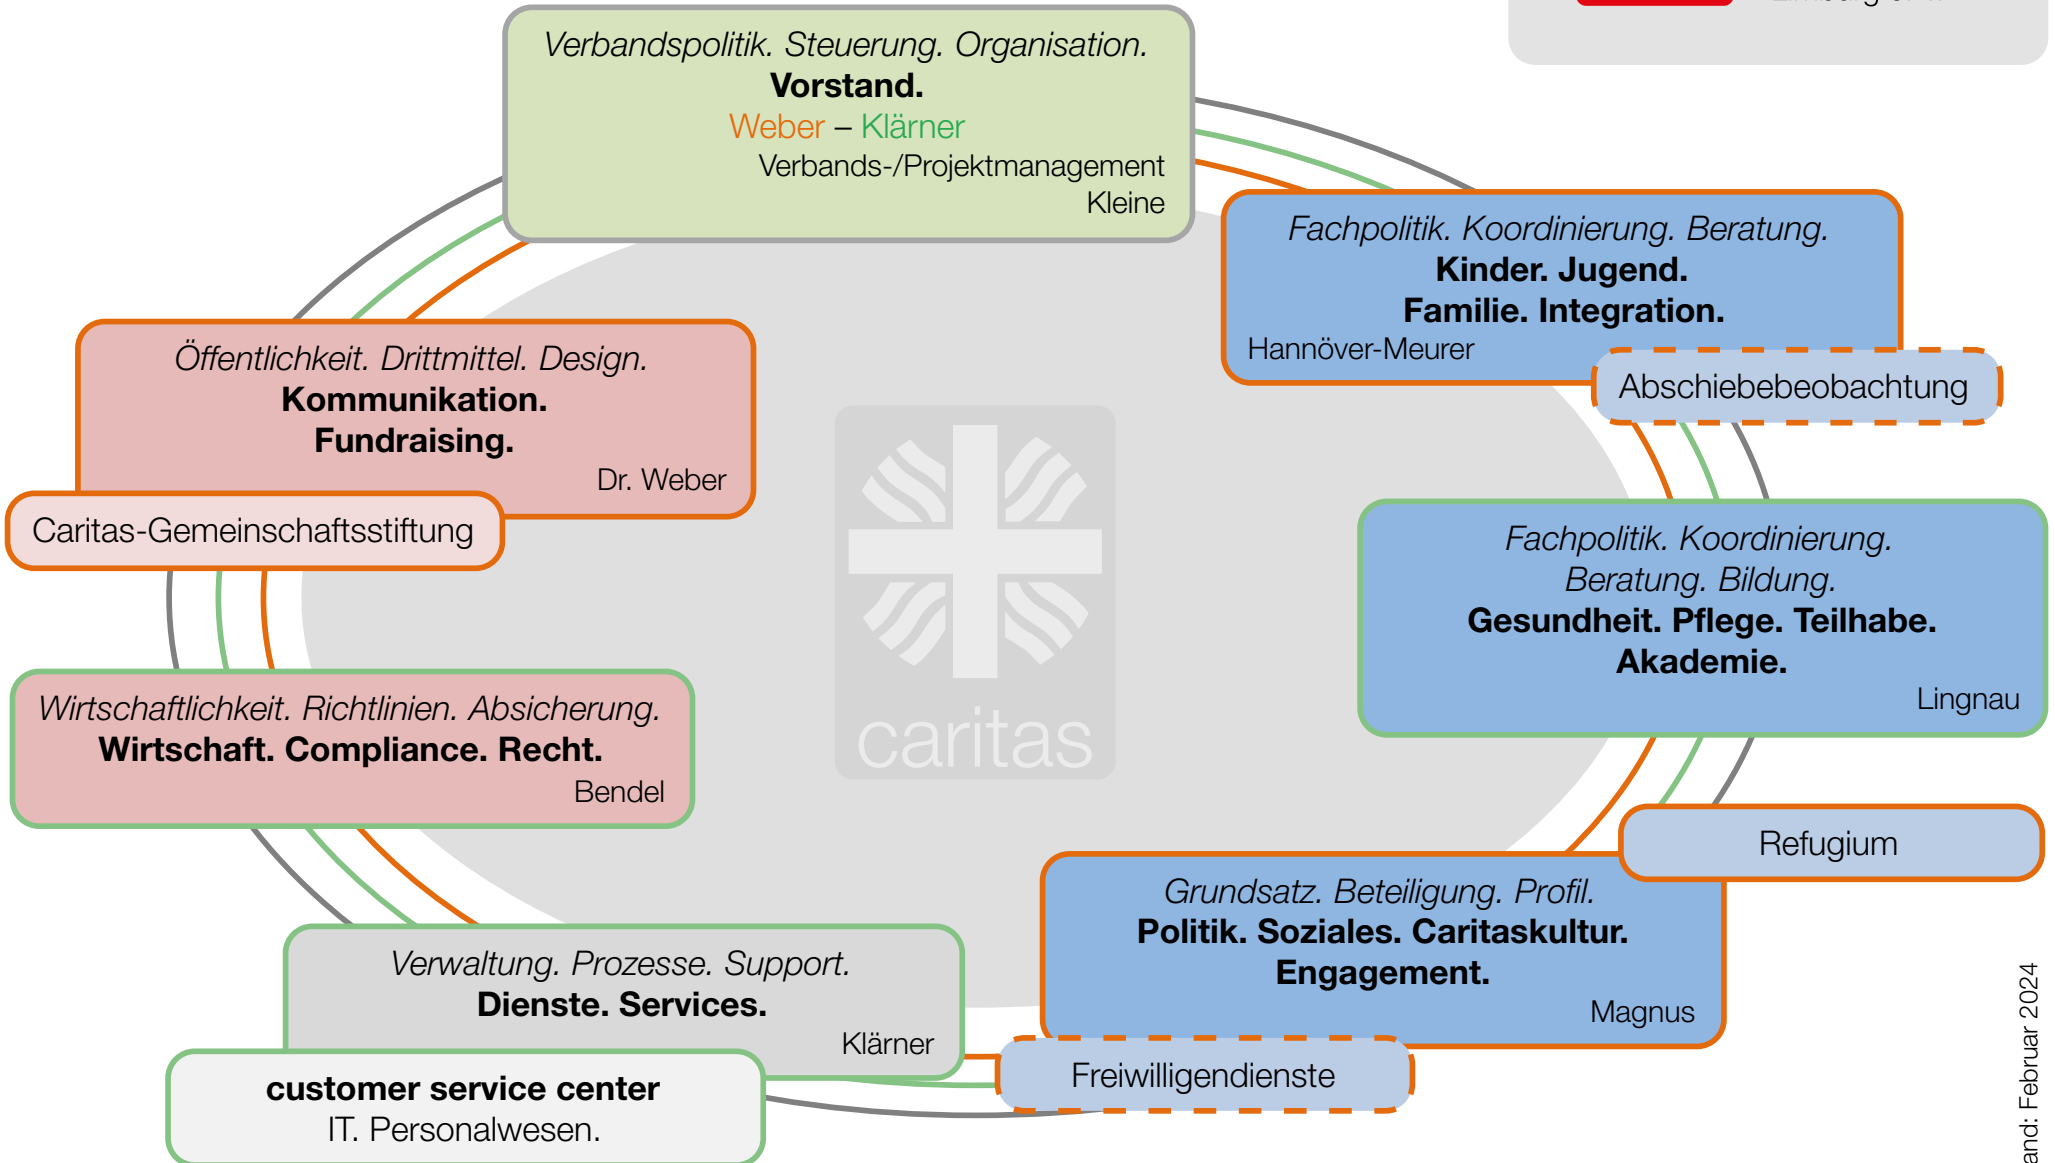 Verbandspolitik. Steuerung. Organisation.
Vorstand.
Weber – Klärner
Verbands-/Projektmanagement
Kleine
Fachpolitik. Koordinierung. Beratung.
Kinder. Jugend.
Familie. Integration.
Hannöver-Meurer
Abschiebebeobachtung
Öffentlichkeit. Drittmittel. Design.
Kommunikation.
Fundraising.
Dr. Weber
Caritas-Gemeinschaftsstiftung
caritas
Fachpolitik. Koordinierung.
Beratung. Bildung.
Gesundheit. Pflege. Teilhabe.
Akademie.
Lingnau
Wirtschaftlichkeit. Richtlinien. Absicherung.
Wirtschaft. Compliance. Recht.
Bendel
Refugium
Grundsatz. Beteiligung. Profil.
Politik. Soziales. Caritaskultur.
Engagement.
Magnus
Freiwilligendienste
Verwaltung. Prozesse. Support.
Dienste. Services.
Klärner
customer service center
IT. Personalwesen.
and: Februar 2024